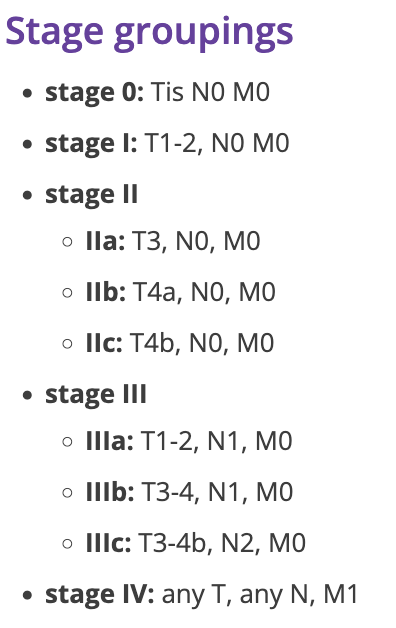 Stage groupings
• stage 0: Tis N0 M0
• stage I: T1-2, N0 M0
• stage II
○ IIa: T3, N0, M0
○ IIb: T4a, N0, M0
○ IIc: T4b, N0, M0
• stage III
○ IIIa: T1-2, N1, M0
○ IIIb: T3-4, N1, M0
○ IIIc: T3-4b, N2, M0
• stage IV: any T, any N, M1